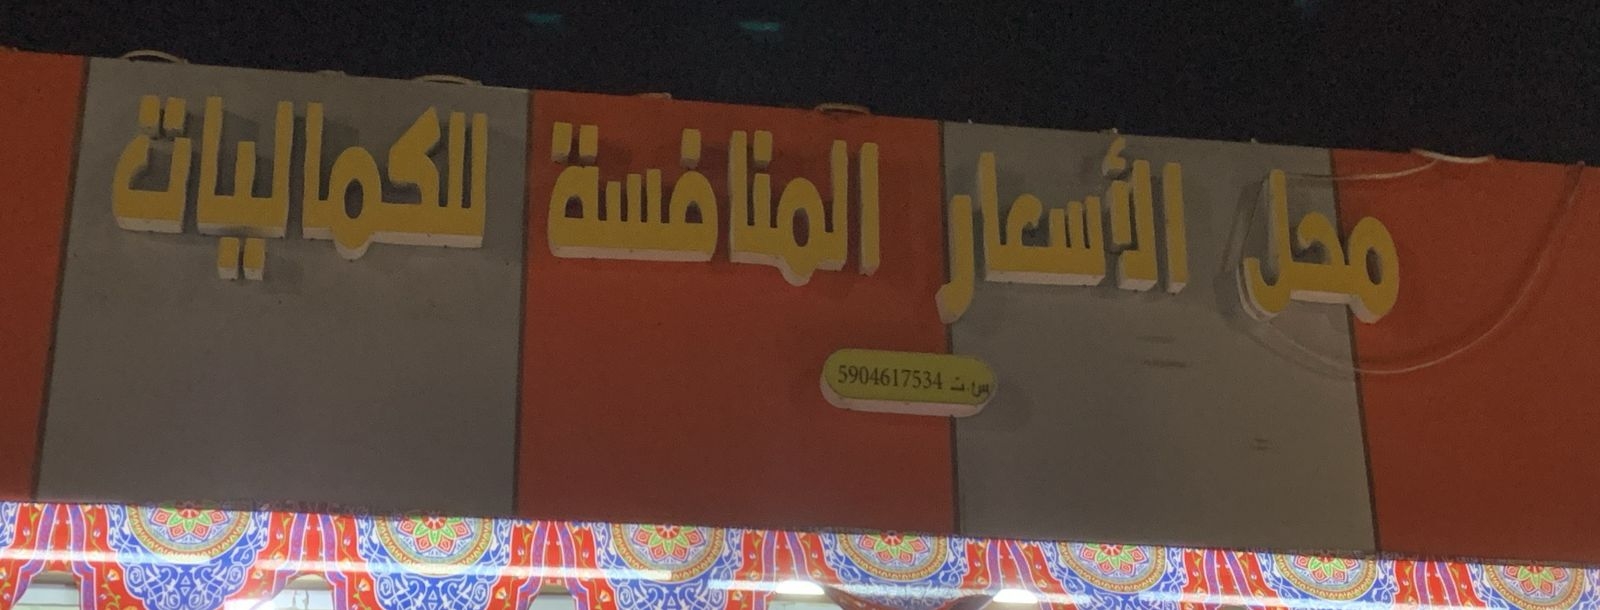 محل الأسعار المنافسة للكماليات
س.ت 5904617534